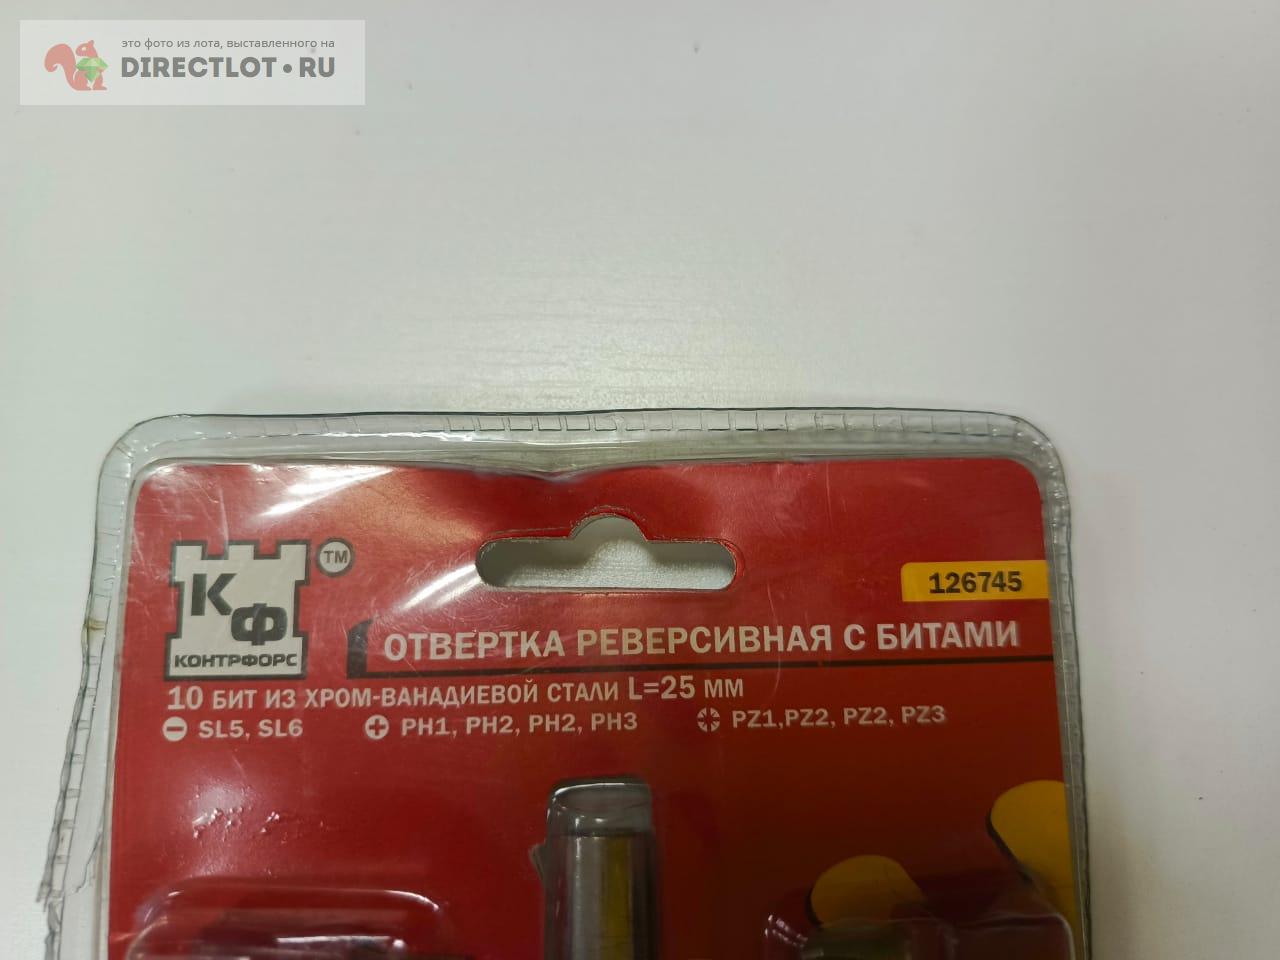 это фото из лота, выставленного на
DIRECTLOT•RU
КФ
TM
КОНТРФОРС
126745
ОТВЕРТКА РЕВЕРСИВНАЯ С БИТАМИ
10 БИТ ИЗ ХРОМ-ВАНАДИЕВОЙ СТАЛИ L=25 ММ
SL5, SL6 PH1, PH2, PH2, PH3 PZ1,PZ2, PZ2, PZ3